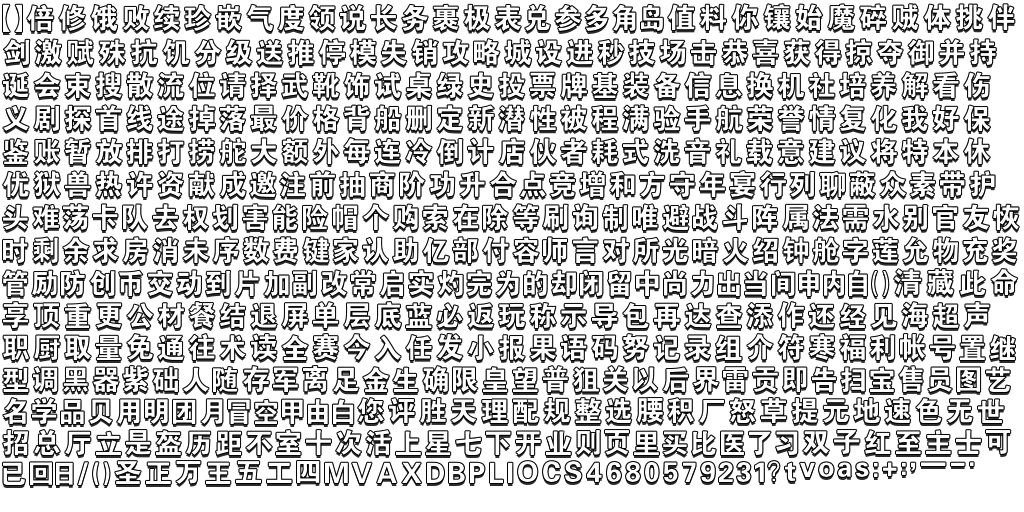 【】倍修饿败续珍嵌气度领说长务裹极表兑参多角岛值料你镶始魔碎贼体挑伴
剑激赋殊抗饥分级送推停模失销攻略城设进秒技场击恭喜获得掠夺御并持
诞会束搜散流位请择武靴饰试桌绿史投票牌基装备信息换机社培养解看伤
义剧探首线途掉落最价格背船删定新潜性被程满验手航荣誉情复化我好保
鉴账暂放排打捞舵大额外每连冷倒计店伙者耗式洗音礼载意建议将特本休
优狱兽热许资献成邀注前抽商阶功升合点竞增和方守年宴行列聊蔽众素带护
头难荡卡队去权划害能险帽个购索在除等刷询制唯避战斗阵属法需水别官友恢
时剩余求房消未序数费键家认助亿部付容师言对所光暗火绍钟舱字莲允物充奖
管励防创币变动到片加副改常启实灼完为的却闭留中尚力出当间申内自()清藏此命
享顶重更公材餐结退屏单层底蓝必返玩称示导包再达查添作还经见海超声
职厨取量免通往术读全赛今入任发小报果语码努记录组介符寒福利帐号置继
型调黑器紫础人随存军离足金生确限皇望普狙关以后界雷贡即告扫宝售员图艺
名学品贝用明团月冒空甲由白您评胜天理配规整选腰积厂怒草提元地速色无世
招总厅立是盗历距不室十次活上星七下开业则页里买比医了习双子红至主士可
已回日/()圣正万王五工四MVAXDBPLIOCS4680579231?tvoas:+;'一--'